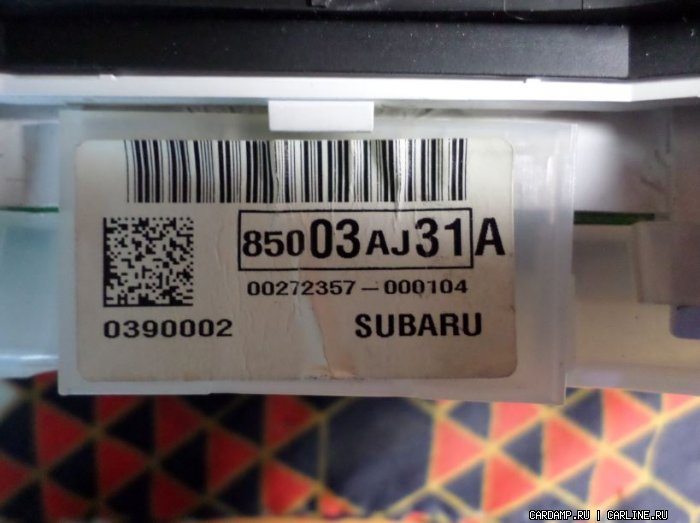 85003AJ31A
00272357-000104
0390002 SUBARU
CARDAMP.RU | CARLINE.RU